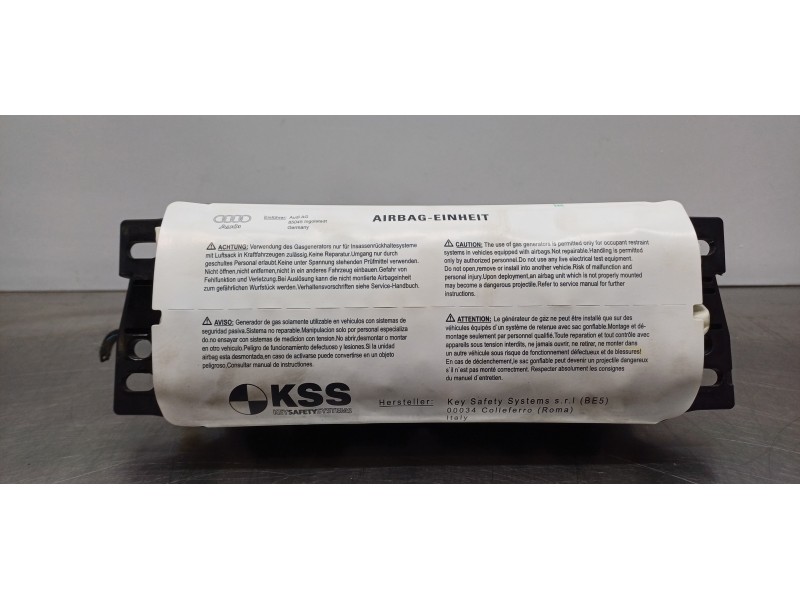 Audi
Audi AG
85045 Ingolstadt
Germany
AIRBAG-EINHEIT
ACHTUNG: Verwendung des Gasgenerators nur für Insassenrückhaltesysteme
mit Luftsack in Kraftfahrzeugen zulässig.Keine Reparatur.Umgang nur durch
geschultes Personal erlaubt.Keine unter Spannung stehenden Prüfmittel verwenden.
Nicht öffnen,nicht entfernen,nicht in ein anderes Fahrzeug einbauen.Gefahr von
Fehlfunktion und Verletzung.Bei Auslösung kann die nicht montierte Airbageinheit
zum gefährlichen Wurfstück werden.Verhaltensvorschriften siehe Service-Handbuch.
CAUTION: The use of gas generators is permitted only for occupant restraint
systems in vehicles equipped with airbags.Not repairable.Handling is permitted
only by authorized personnel.Do not use any live electrical test equipment.
Do not open,remove or install into another vehicle.Risk of malfunction and
personal injury.Upon deployment,an airbag unit which is not properly mounted
may become a dangerous projectile.Refer to service manual for further
instructions.
AVISO: Generador de gas solamente utilizable en vehículos con sistemas de
seguridad pasiva.Sistema no reparable.Manipulacion solo por personal especializa
do.no ensayar con sistemas de medicion con tension.No abrir,desmontar o montar
en otro vehículo.Peligro de funcionamiento defectuoso y lesiones.Si la unidad
airbag esta desmontada,en caso de activarse puede convertirse en un objeto
peligroso.Consultar manual de instrucciones.
ATTENTION: Le générateur de gaz ne peut être installé que sur des
véhicules équipés d'un système de retenue avec sac gonflable.Montage et dé-
montage seulement par personnel qualifié. Toute reparation et tout contrôle avec
appareils sous tension interdits, ne jamais ouvrir, ne retirer, ne monter dans
un autre véhicule sous risque de fonctionnement défectueux et de blessures!
En cas de déclenchement,le sac gonflable peut devenir un projectile dangereux
s'il n'est pas monté correctement. Respecter absolument les consignes
du manuel d'entretien.
KSS
KEYSAFETYSYSTEMS
Hersteller: Key Safety Systems s.r.l (BE5)
00034 Colleferro (Roma)
Italy